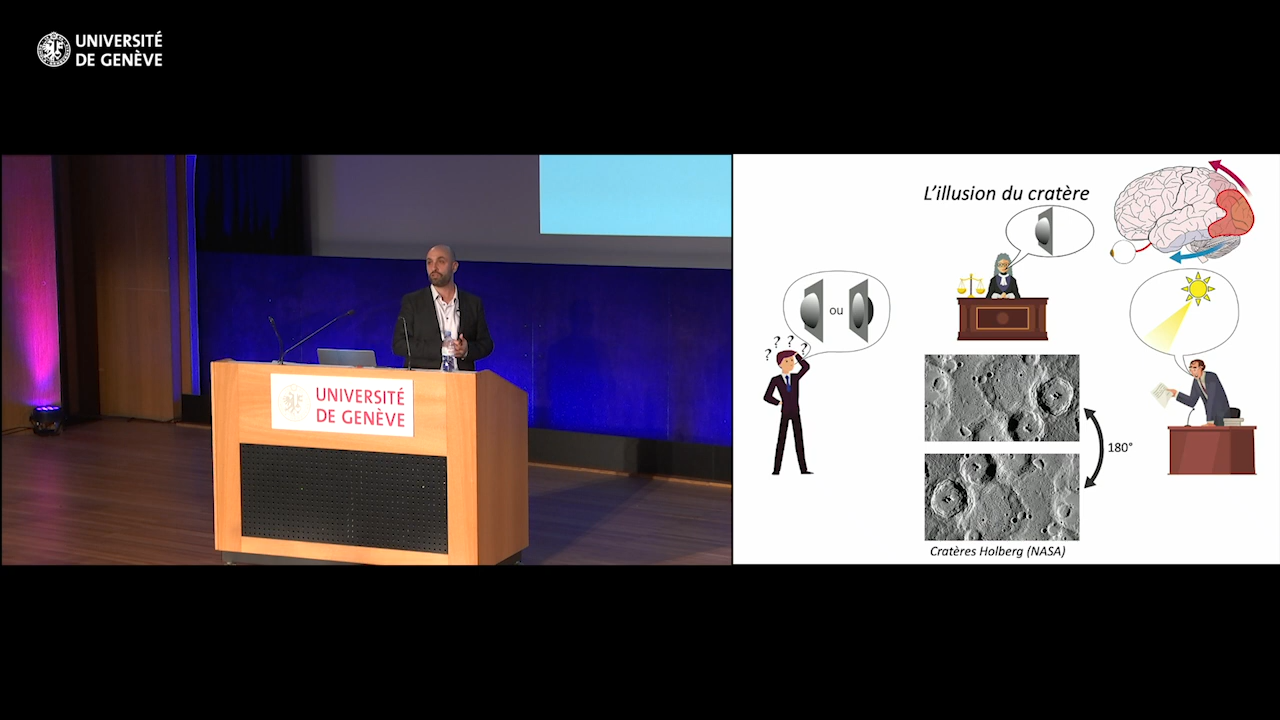 UNIVERSITÉ
DE GENÈVE
UNIVERSITÉ
DE GENÈVE
L'illusion du cratère
ou
? ? ?
? ?
180°
Cratères Holberg (NASA)